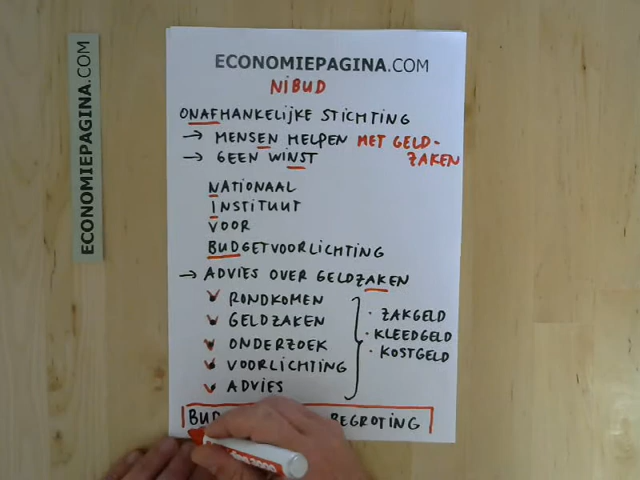 ECONOMIEPAGINA.COM
ECONOMIEPAGINA.COM
NIBUD
ONAFHANKELIJKE STICHTING
→ MENSEN HELPEN MET GELD-
ZAKEN
→ GEEN WINST
NATIONAAL
INSTITUUT
VOOR
BUDGETVOORLICHTING
→ ADVIES OVER GELDZAKEN
RONDKOMEN
GELDZAKEN
ONDERZOEK
VOORLICHTING
ADVIES
· ZAKGELD
· KLEEDGELD
· KOSTGELD
BEGROTING